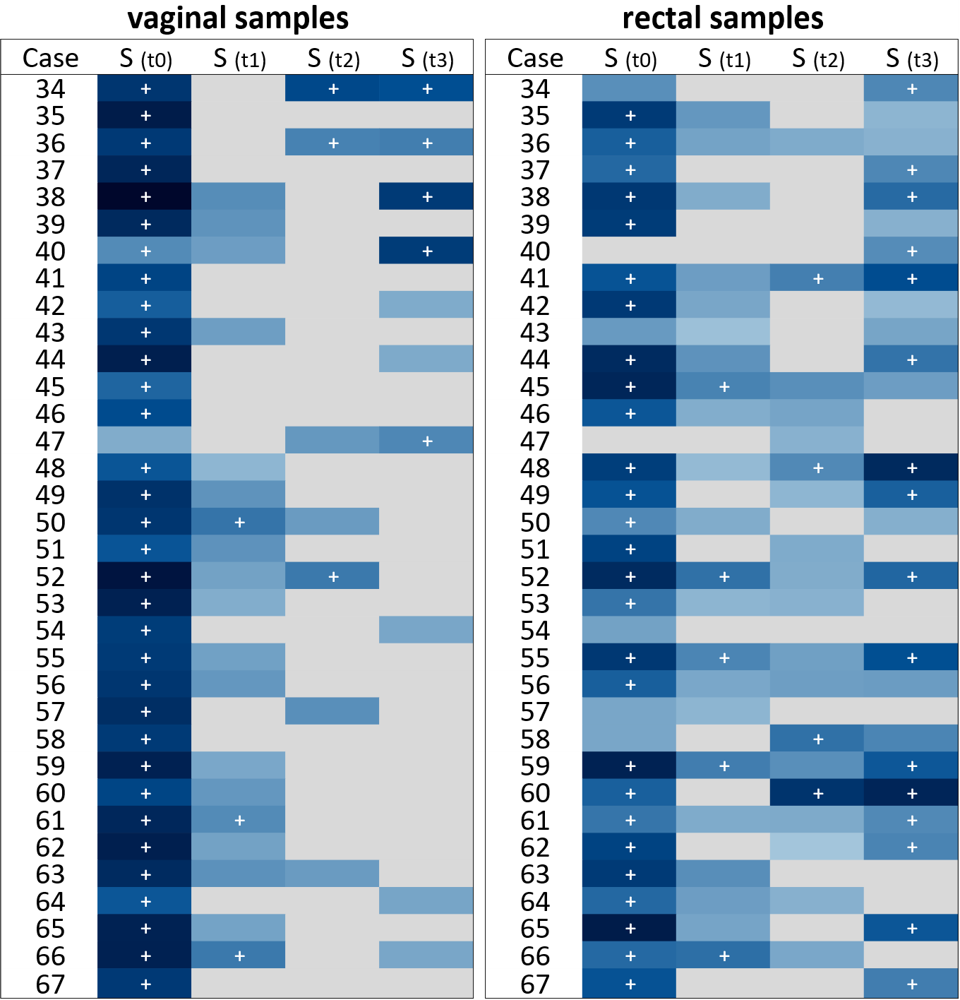 vaginal samples rectal samples
Case S (t0) S (t1) S (t2) S (t3) Case S (t0) S (t1) S (t2) S (t3)
34 + + + 34 +
35 + 35 +
36 + + + 36 +
37 + 37 + +
38 + + 38 + +
39 + 39 +
40 + + 40 +
41 + 41 + + +
42 + 42 +
43 + 43
44 + 44 + +
45 + 45 + +
46 + 46 +
47 + 47
48 + 48 + + +
49 + 49 + +
50 + + 50 +
51 + 51 +
52 + + 52 + + +
53 + 53 +
54 + 54
55 + 55 + + +
56 + 56 +
57 + 57
58 + 58 +
59 + 59 + + +
60 + 60 + + +
61 + + 61 + +
62 + 62 + +
63 + 63 +
64 + 64 +
65 + 65 + +
66 + + 66 + +
67 + 67 + +